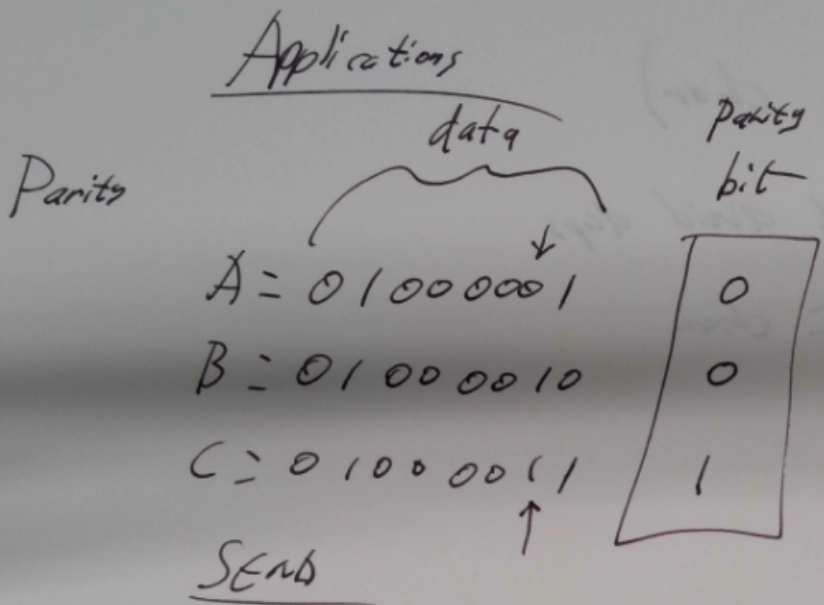 Applications
data
Parity bit
Parity
A = 01000001 0
B = 01000010 0
C = 01000011 1
SEND